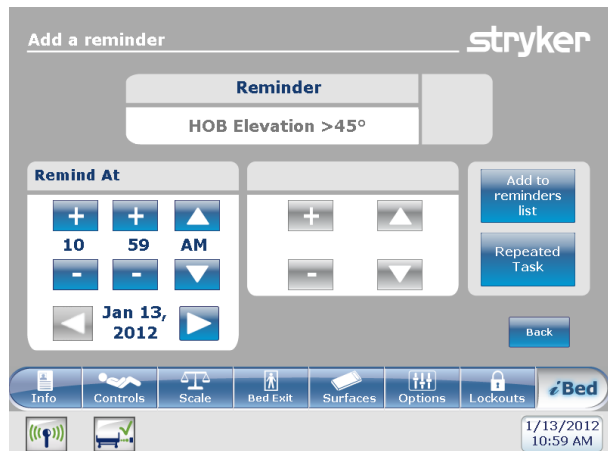 Add a reminder
stryker
Reminder
HOB Elevation >45°
Remind At
+ + +
10 59 AM
- - -
Jan 13,
2012
Add to
reminders
list
Repeated
Task
Back
Info Controls Scale Bed Exit Surfaces Options Lockouts iBed
1/13/2012
10:59 AM